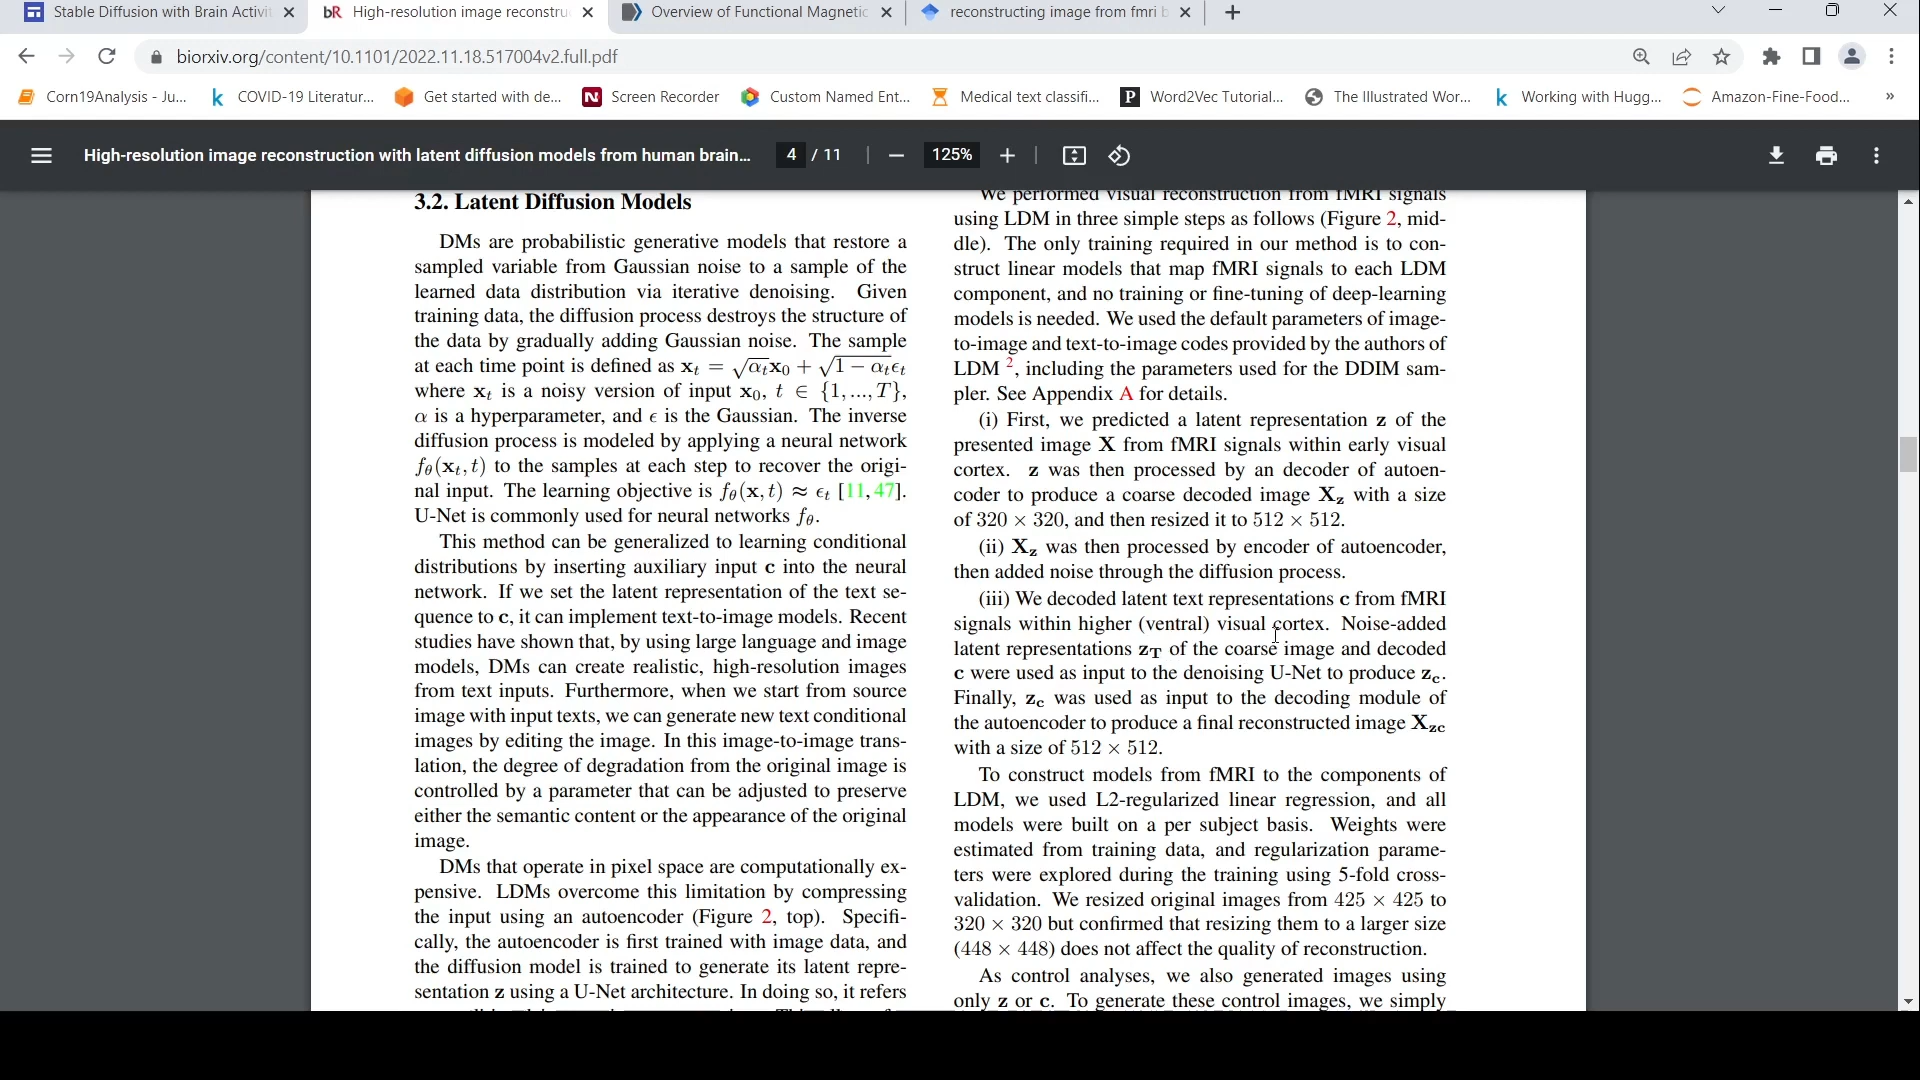 Stable Diffusion with Brain Activi
High-resolution image reconstru
Overview of Functional Magnetic
reconstructing image from fmri b
biorxiv.org/content/10.1101/2022.11.18.517004v2.full.pdf
Corn19Analysis - Ju...
COVID-19 Literatur...
Get started with de...
Screen Recorder
Custom Named Ent...
Medical text classifi...
Word2Vec Tutorial...
The Illustrated Wor...
Working with Hugg...
Amazon-Fine-Food...
»
High-resolution image reconstruction with latent diffusion models from human brain...
4 / 11
125%
3.2. Latent Diffusion Models
DMs are probabilistic generative models that restore a
sampled variable from Gaussian noise to a sample of the
learned data distribution via iterative denoising. Given
training data, the diffusion process destroys the structure of
the data by gradually adding Gaussian noise. The sample
at each time point is defined as xₜ = √αₜx₀ + √1 − αₜϵₜ
where xₜ is a noisy version of input x₀, t ∈ {1, ..., T},
α is a hyperparameter, and ϵ is the Gaussian. The inverse
diffusion process is modeled by applying a neural network
f_θ(xₜ, t) to the samples at each step to recover the origi-
nal input. The learning objective is f_θ(x, t) ≈ ϵₜ [11, 47].
U-Net is commonly used for neural networks f_θ.
This method can be generalized to learning conditional
distributions by inserting auxiliary input c into the neural
network. If we set the latent representation of the text se-
quence to c, it can implement text-to-image models. Recent
studies have shown that, by using large language and image
models, DMs can create realistic, high-resolution images
from text inputs. Furthermore, when we start from source
image with input texts, we can generate new text conditional
images by editing the image. In this image-to-image trans-
lation, the degree of degradation from the original image is
controlled by a parameter that can be adjusted to preserve
either the semantic content or the appearance of the original
image.
DMs that operate in pixel space are computationally ex-
pensive. LDMs overcome this limitation by compressing
the input using an autoencoder (Figure 2, top). Specifi-
cally, the autoencoder is first trained with image data, and
the diffusion model is trained to generate its latent repre-
sentation z using a U-Net architecture. In doing so, it refers
We performed visual reconstruction from fMRI signals
using LDM in three simple steps as follows (Figure 2, mid-
dle). The only training required in our method is to con-
struct linear models that map fMRI signals to each LDM
component, and no training or fine-tuning of deep-learning
models is needed. We used the default parameters of image-
to-image and text-to-image codes provided by the authors of
LDM ², including the parameters used for the DDIM sam-
pler. See Appendix A for details.
(i) First, we predicted a latent representation z of the
presented image X from fMRI signals within early visual
cortex. z was then processed by an decoder of autoen-
coder to produce a coarse decoded image X_z with a size
of 320 × 320, and then resized it to 512 × 512.
(ii) X_z was then processed by encoder of autoencoder,
then added noise through the diffusion process.
(iii) We decoded latent text representations c from fMRI
signals within higher (ventral) visual cortex. Noise-added
latent representations z_T of the coarse image and decoded
c were used as input to the denoising U-Net to produce z_c.
Finally, z_c was used as input to the decoding module of
the autoencoder to produce a final reconstructed image X_zc
with a size of 512 × 512.
To construct models from fMRI to the components of
LDM, we used L2-regularized linear regression, and all
models were built on a per subject basis. Weights were
estimated from training data, and regularization parame-
ters were explored during the training using 5-fold cross-
validation. We resized original images from 425 × 425 to
320 × 320 but confirmed that resizing them to a larger size
(448 × 448) does not affect the quality of reconstruction.
As control analyses, we also generated images using
only z or c. To generate these control images, we simply